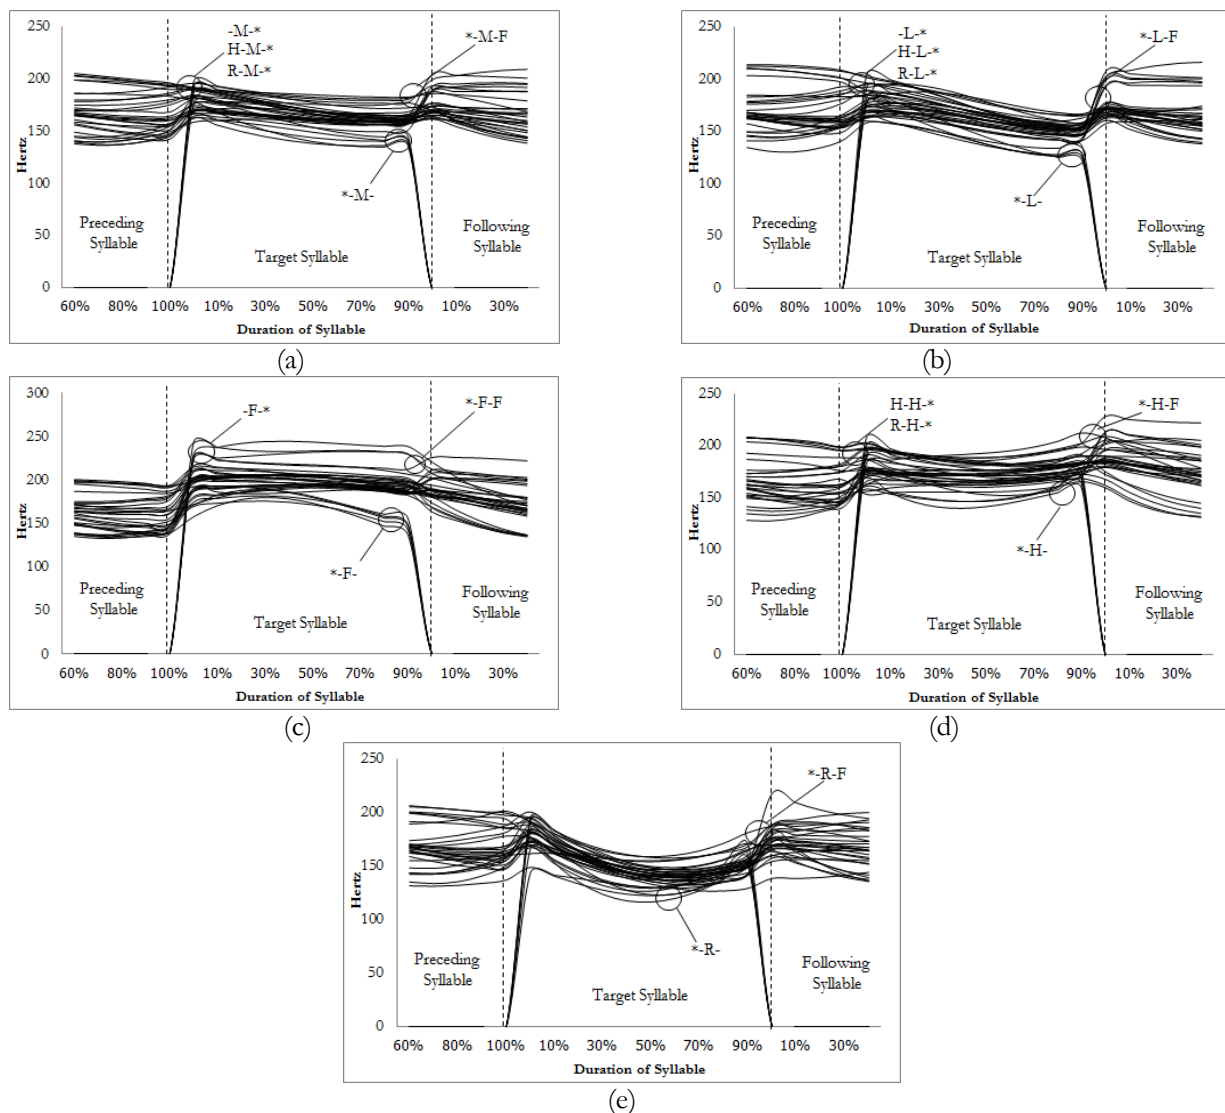 250
200
150
100
50
0
Hertz
-M-*
H-M-*
R-M-*
*-M-F
*-M-
Preceding
Syllable
Target Syllable
Following
Syllable
60% 80% 100% 10% 30% 50% 70% 90% 10% 30%
Duration of Syllable
(a)
250
200
150
100
50
0
Hertz
-L-*
H-L-*
R-L-*
*-L-F
*-L-
Preceding
Syllable
Target Syllable
Following
Syllable
60% 80% 100% 10% 30% 50% 70% 90% 10% 30%
Duration of Syllable
(b)
300
250
200
150
100
50
0
Hertz
-F-*
*-F-F
*-F-
Preceding
Syllable
Target Syllable
Following
Syllable
60% 80% 100% 10% 30% 50% 70% 90% 10% 30%
Duration of Syllable
(c)
250
200
150
100
50
0
Hertz
H-H-*
R-H-*
*-H-F
*-H-
Preceding
Syllable
Target Syllable
Following
Syllable
60% 80% 100% 10% 30% 50% 70% 90% 10% 30%
Duration of Syllable
(d)
250
200
150
100
50
0
Hertz
*-R-F
*-R-
Preceding
Syllable
Target Syllable
Following
Syllable
60% 80% 100% 10% 30% 50% 70% 90% 10% 30%
Duration of Syllable
(e)